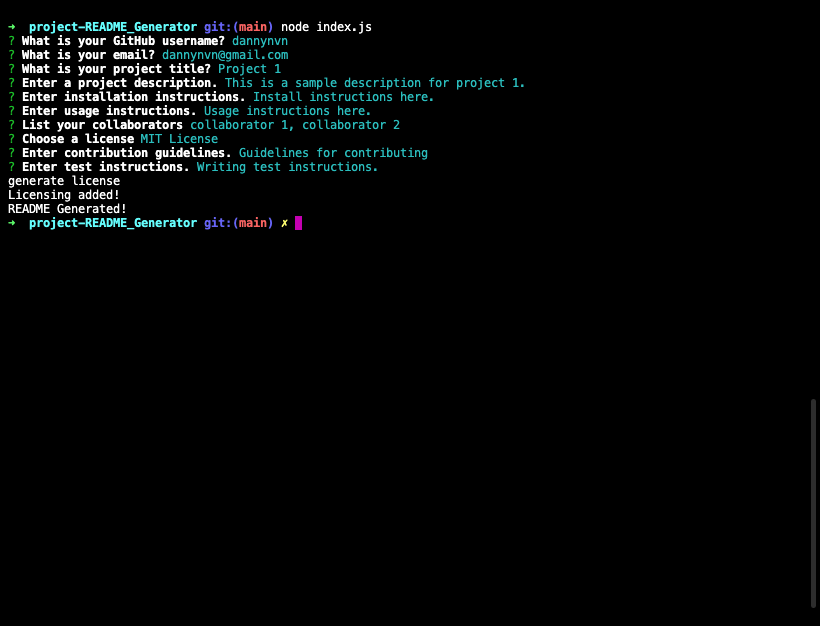 ➜  project-README_Generator git:(main) node index.js
? What is your GitHub username? dannynvn
? What is your email? dannynvn@gmail.com
? What is your project title? Project 1
? Enter a project description. This is a sample description for project 1.
? Enter installation instructions. Install instructions here.
? Enter usage instructions. Usage instructions here.
? List your collaborators collaborator 1, collaborator 2
? Choose a license MIT License
? Enter contribution guidelines. Guidelines for contributing
? Enter test instructions. Writing test instructions.
generate license
Licensing added!
README Generated!
➜  project-README_Generator git:(main) ✗